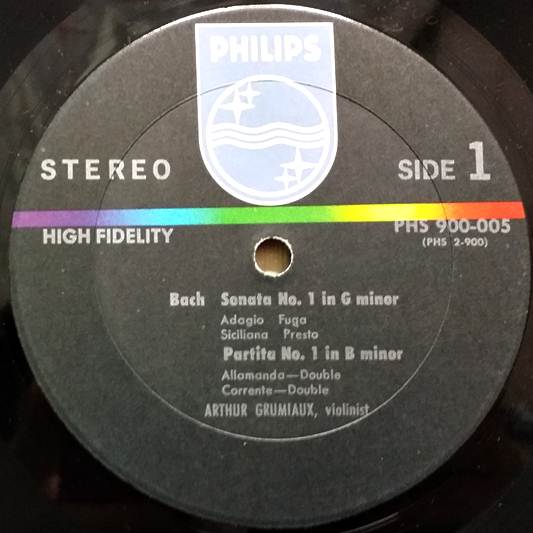 PHILIPS
STEREO
SIDE 1
HIGH FIDELITY
PHS 900-005
(PHS 2-900)
Bach Sonata No. 1 in G minor
Adagio Fuga
Siciliana Presto
Partita No. 1 in B minor
Allamanda—Double
Corrente—Double
ARTHUR GRUMIAUX, violinist